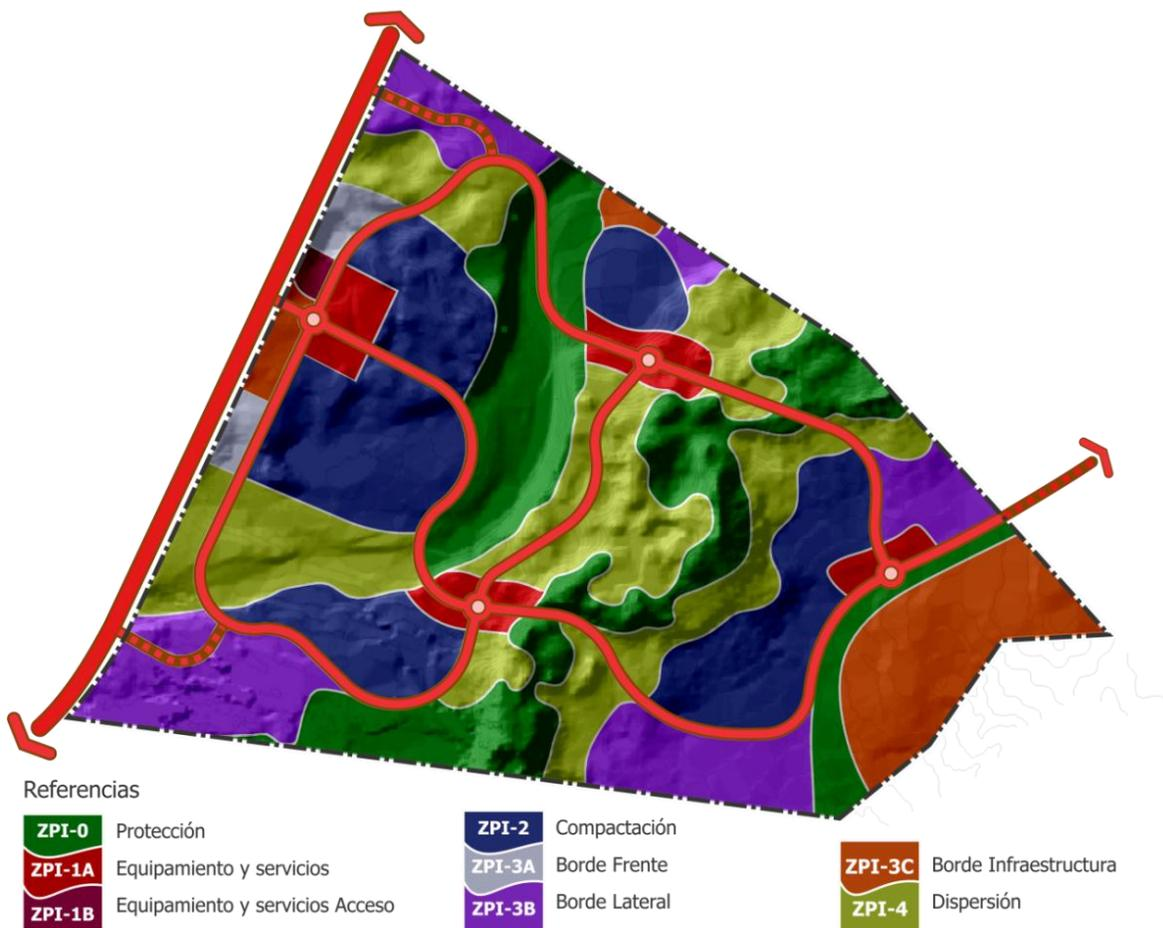 Referencias
ZPI-0 Protección
ZPI-1A Equipamiento y servicios
ZPI-1B Equipamiento y servicios Acceso
ZPI-2 Compactación
ZPI-3A Borde Frente
ZPI-3B Borde Lateral
ZPI-3C Borde Infraestructura
ZPI-4 Dispersión